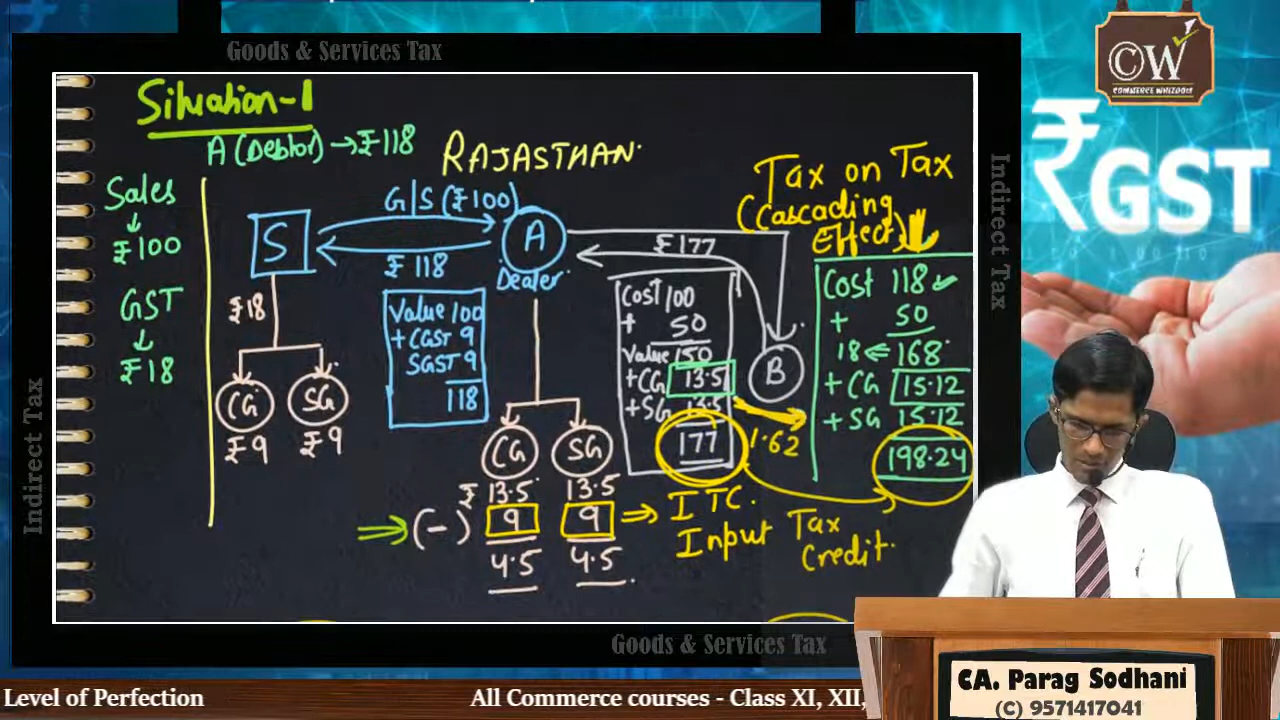 Goods & Services Tax
©W
COMMERCE WHIZDOM
Situation-1
A (Debtor) → ₹118
RAJASTHAN.
Tax on Tax
(Cascading
Effect)
Sales
↓
₹100
GST
↓
₹18
G|S (₹100)
S
A
₹118
Dealer
₹177
B
₹18
CG
SG
₹9
₹9
Value 100
+ CGST 9
SGST 9
118
Cost 100
+ 50
Value 150
+CG 13.5
+SG 13.5
177
1.62
Cost 118
+ 50
18 ⇐ 168
+ CG 15.12
+ SG 15.12
198.24
CG
SG
₹ 13.5 13.5
⇒ (-) 9 9 ⇒ ITC.
4.5 4.5
Input Tax
Credit.
₹GST
Indirect Tax
Indirect Tax
Goods & Services Tax
CA. Parag Sodhani
(C) 9571417041
Level of Perfection
All Commerce courses - Class XI, XII,